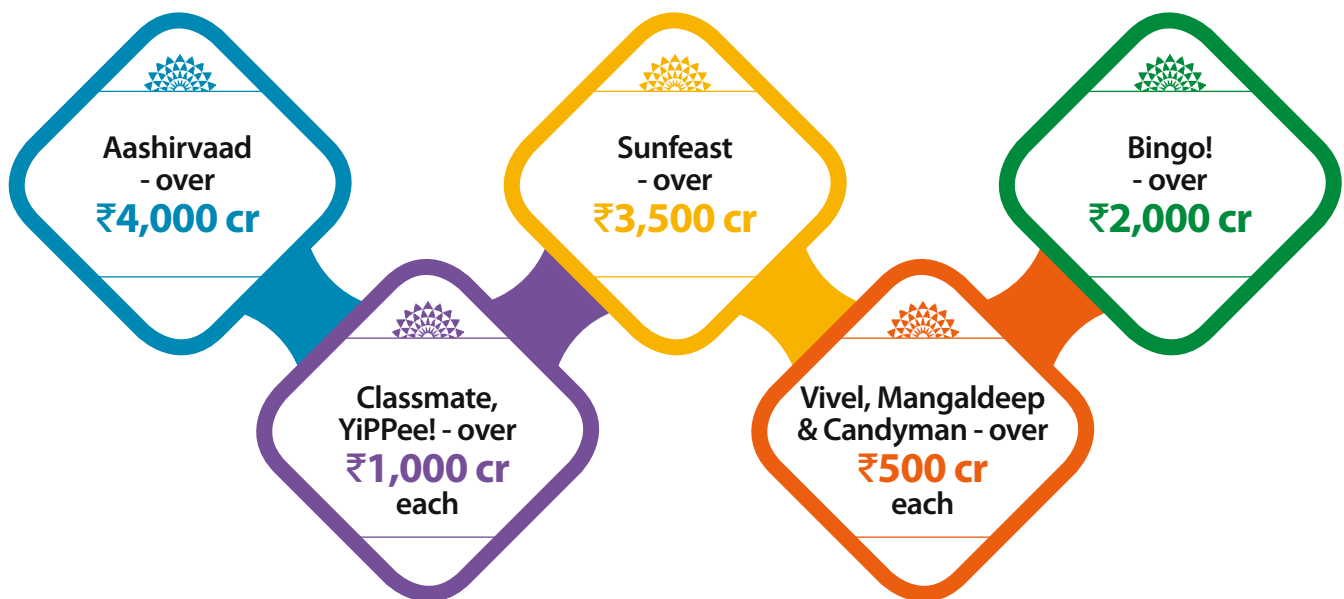 Aashirvaad
- over
₹4,000 cr
Sunfeast
- over
₹3,500 cr
Bingo!
- over
₹2,000 cr
Classmate,
YiPPee! - over
₹1,000 cr
each
Vivel, Mangaldeep
& Candyman - over
₹500 cr
each